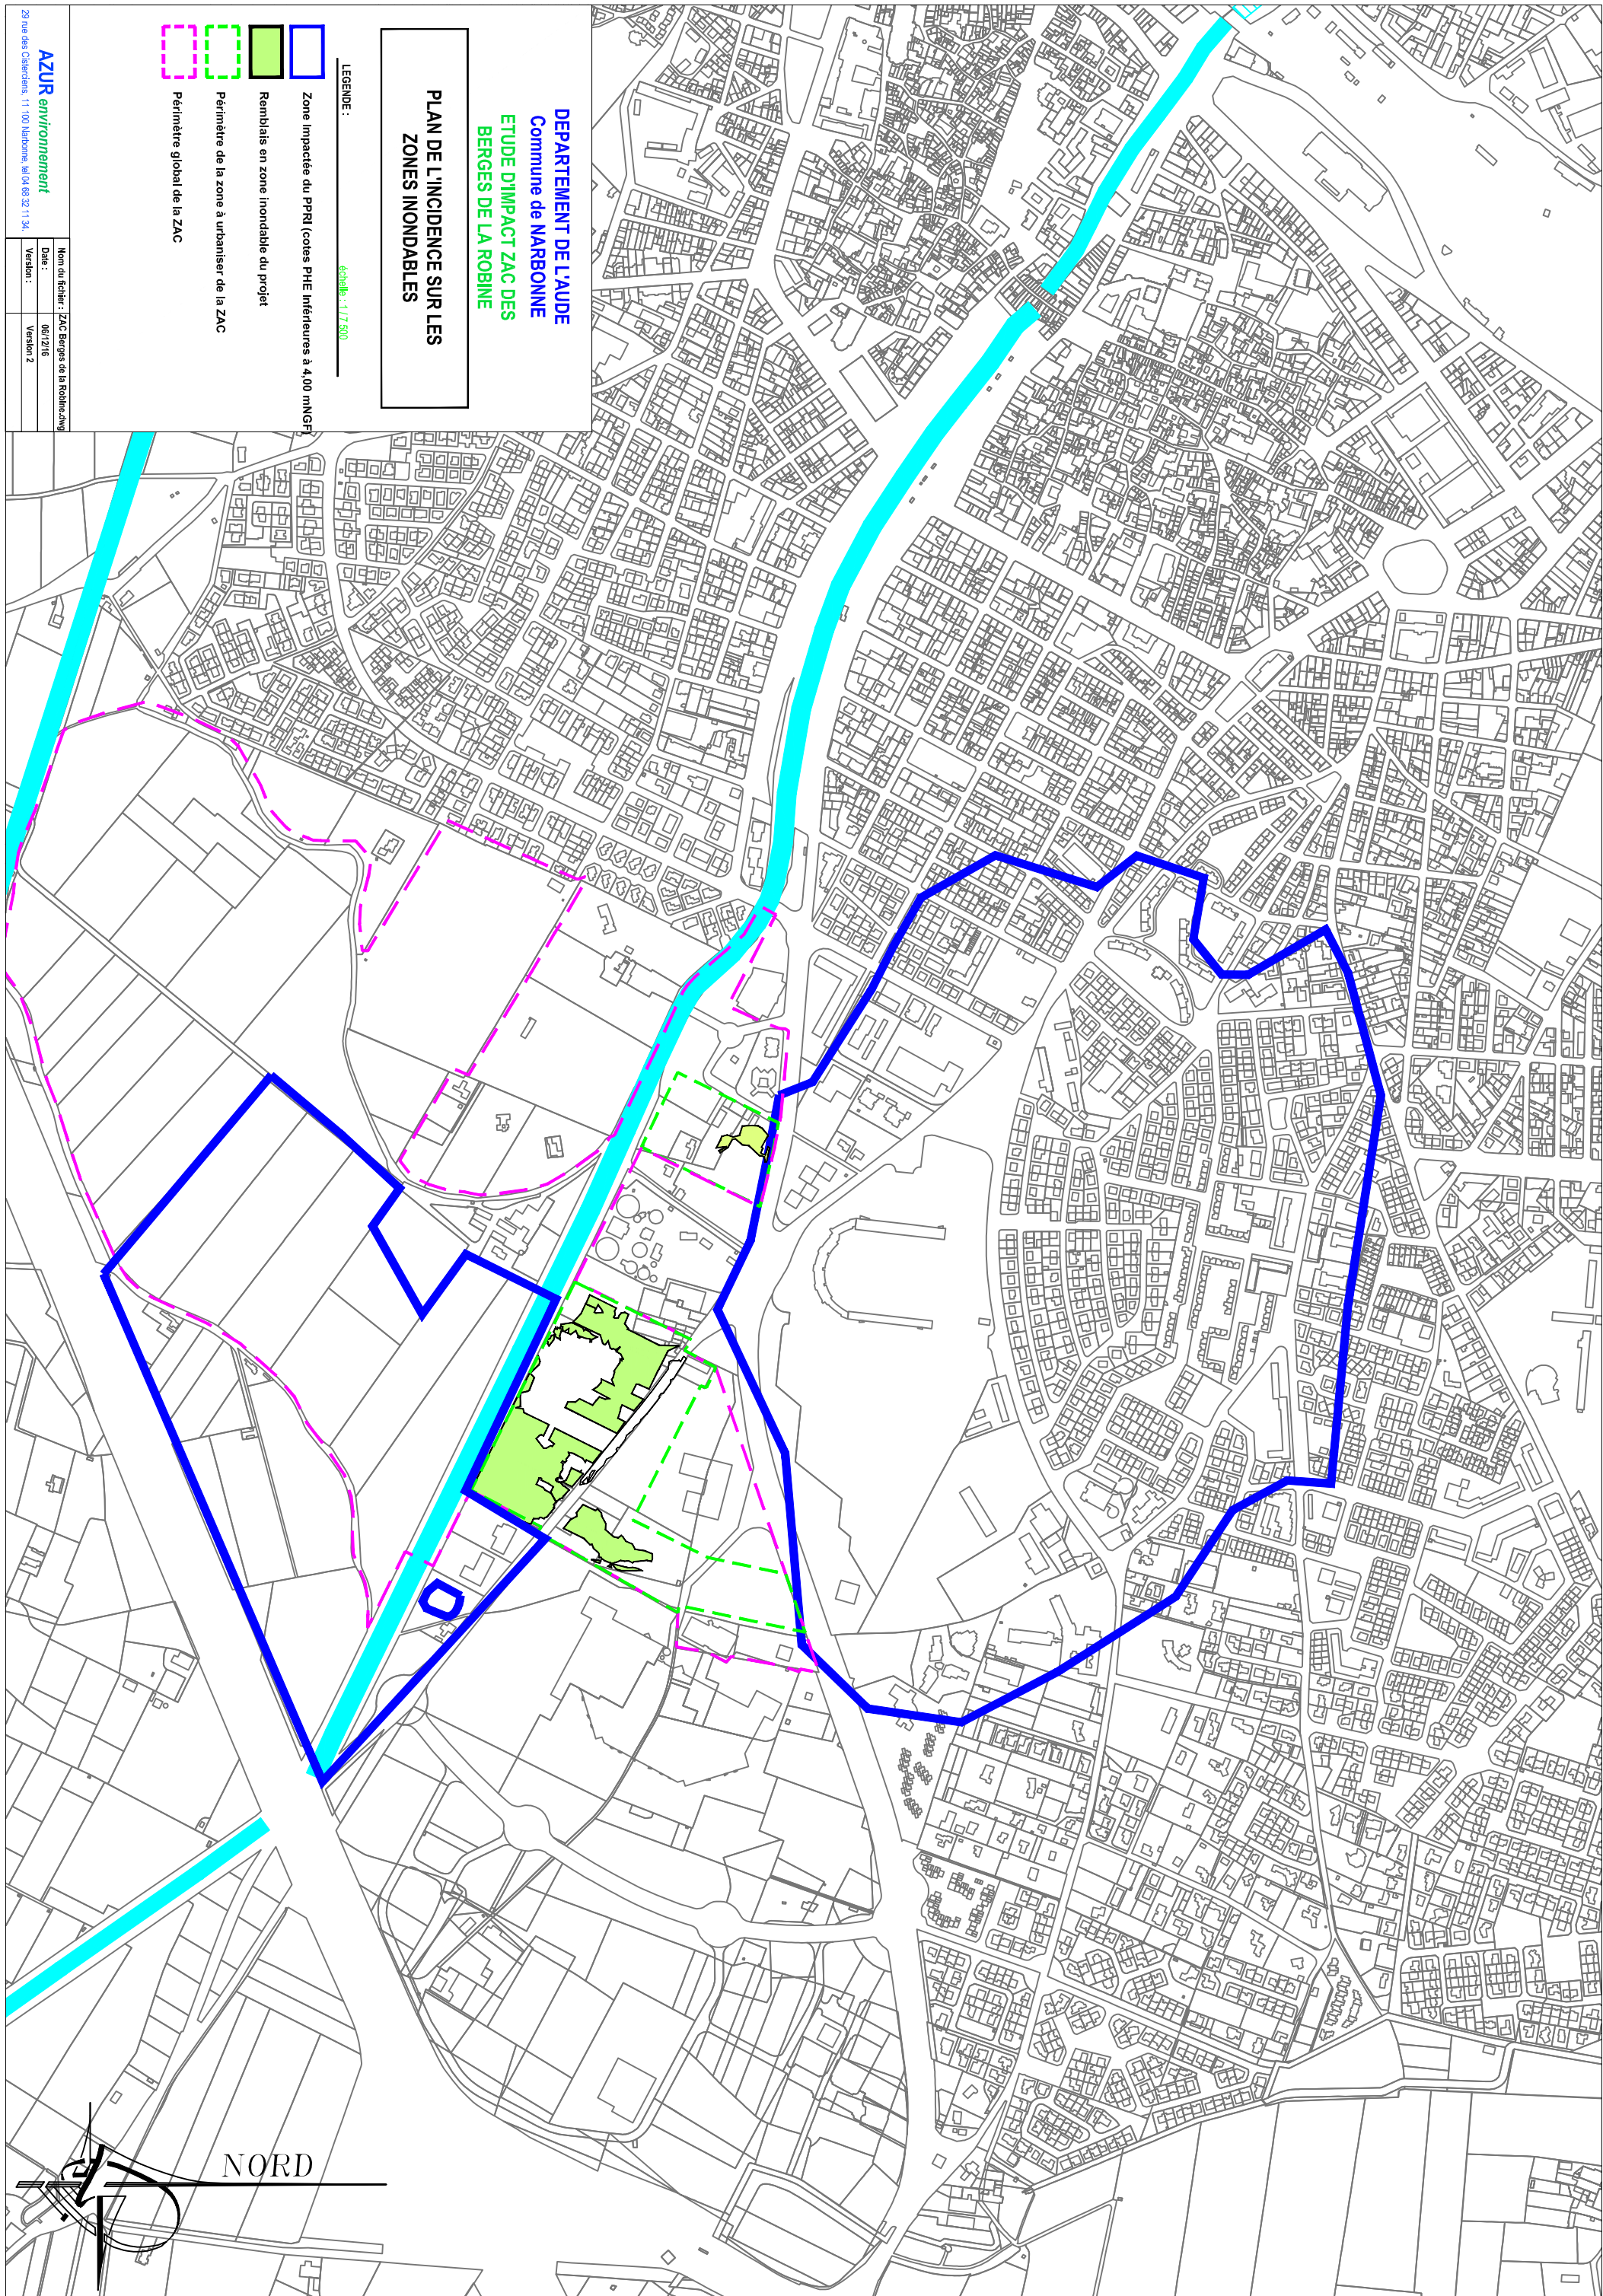 DEPARTEMENT DE L'AUDE
Commune de NARBONNE
ETUDE D'IMPACT ZAC DES
BERGES DE LA ROBINE
PLAN DE L'INCIDENCE SUR LES
ZONES INONDABLES
LEGENDE :
échelle : 1 / 7 500
Zone impactée du PPRI (cotes PHE inférieures à 4,00 mNGF)
Remblais en zone inondable du projet
Périmètre de la zone à urbaniser de la ZAC
Périmètre global de la ZAC
AZUR environnement
29 rue des Cisterciens, 11 100 Narbonne, tel 04 68 32 11 34.
Nom du fichier : ZAC Berges de la Robine.dwg
Date : 06/12/16
Version : Version 2
NORD